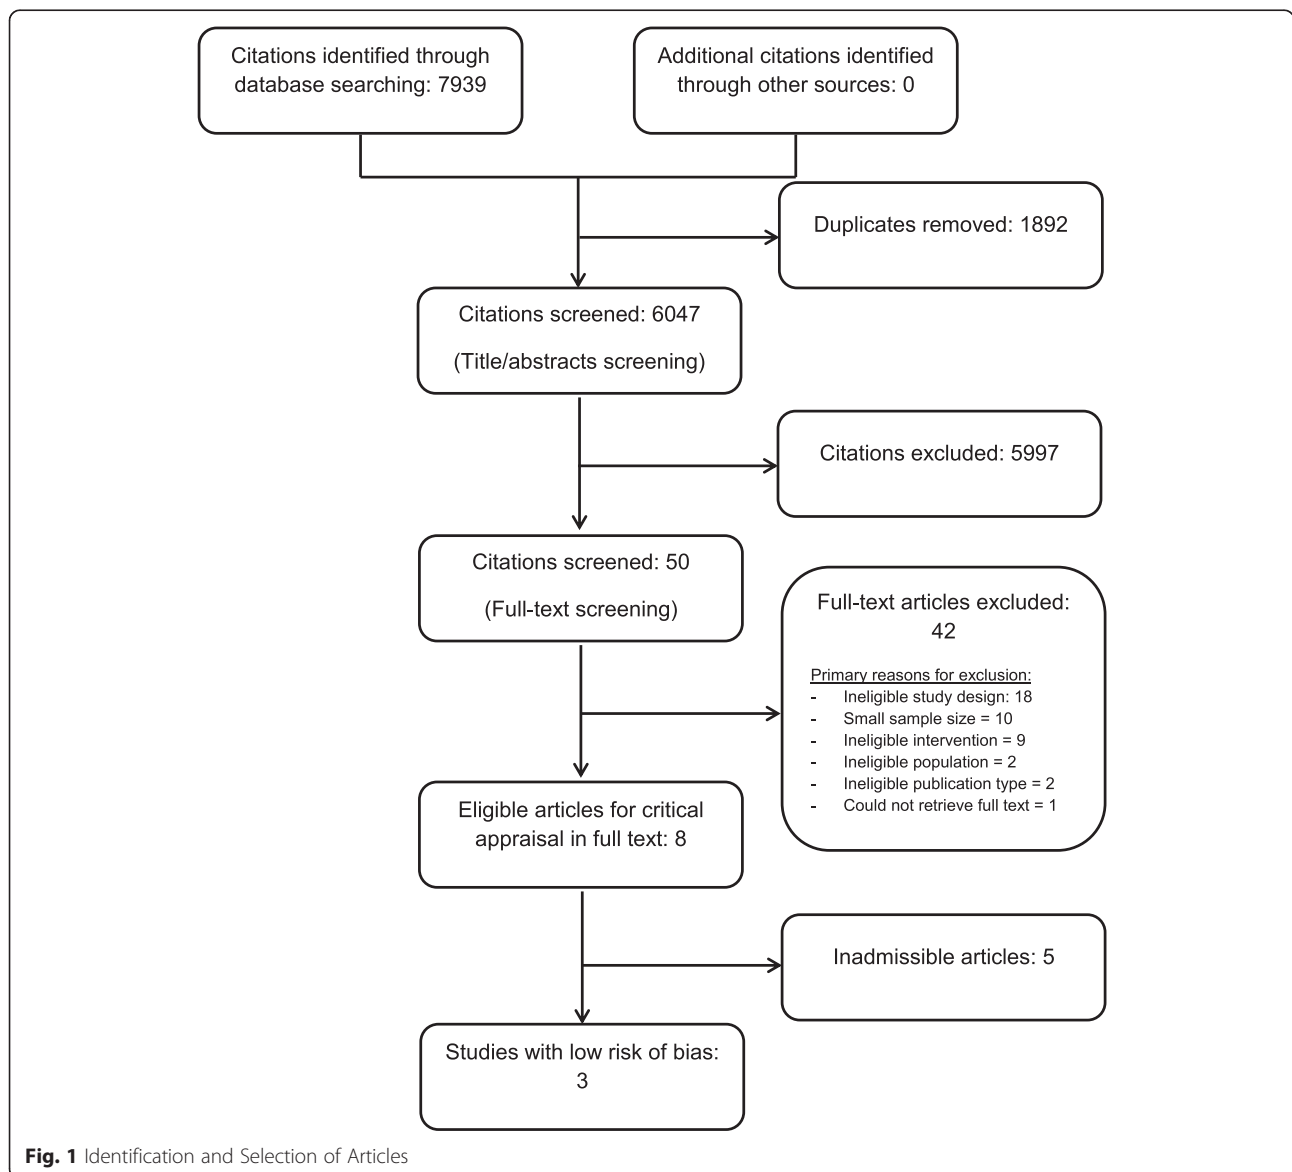 Citations identified through
database searching: 7939
Additional citations identified
through other sources: 0
Duplicates removed: 1892
Citations screened: 6047
(Title/abstracts screening)
Citations excluded: 5997
Citations screened: 50
(Full-text screening)
Full-text articles excluded:
42
Primary reasons for exclusion:
- Ineligible study design: 18
- Small sample size = 10
- Ineligible intervention = 9
- Ineligible population = 2
- Ineligible publication type = 2
- Could not retrieve full text = 1
Eligible articles for critical
appraisal in full text: 8
Inadmissible articles: 5
Studies with low risk of bias:
3
Fig. 1 Identification and Selection of Articles